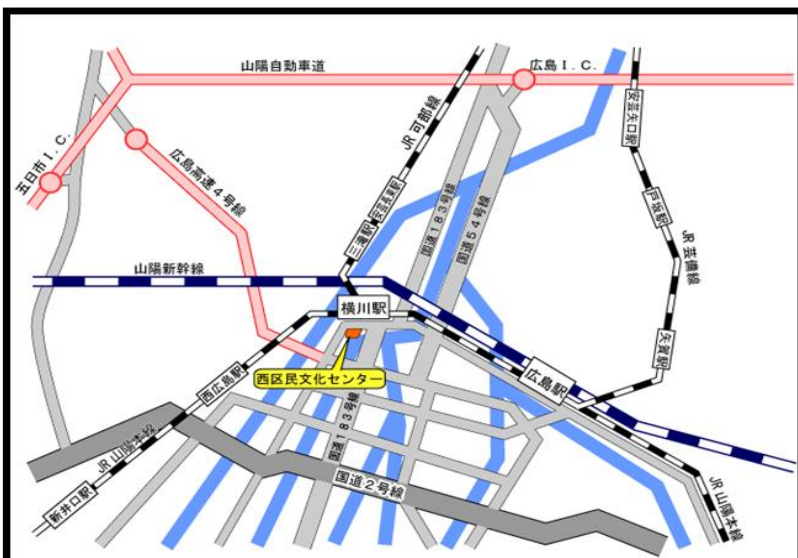 山陽自動車道
広島I.C.
五日市I.C.
広島高速4号線
JR可部線
安芸長束駅
三滝駅
国道183号線
国道54号線
安芸矢口駅
戸坂駅
JR芸備線
矢賀駅
山陽新幹線
横川駅
西区民文化センター
西広島駅
広島駅
国道183号線
JR山陽本線
国道2号線
新井口駅
JR山陽本線